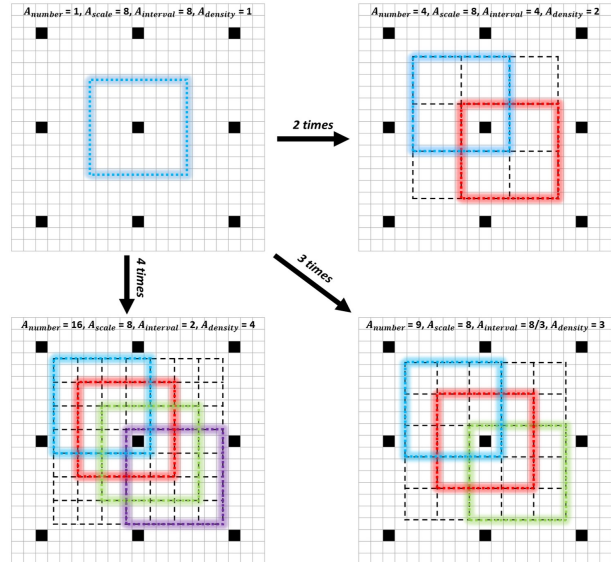 A_number = 1, A_scale = 8, A_interval = 8, A_density = 1
A_number = 4, A_scale = 8, A_interval = 4, A_density = 2
2 times
4 times
3 times
A_number = 16, A_scale = 8, A_interval = 2, A_density = 4
A_number = 9, A_scale = 8, A_interval = 8/3, A_density = 3